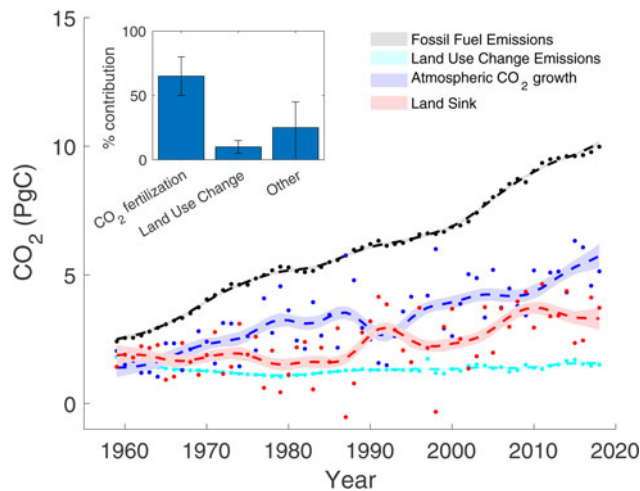 15
10
5
0
CO2 (PgC)
1960
1970
1980
1990
2000
2010
2020
Year
100
50
0
% contribution
CO2 fertilization
Land Use Change
Other
Fossil Fuel Emissions
Land Use Change Emissions
Atmospheric CO2 growth
Land Sink